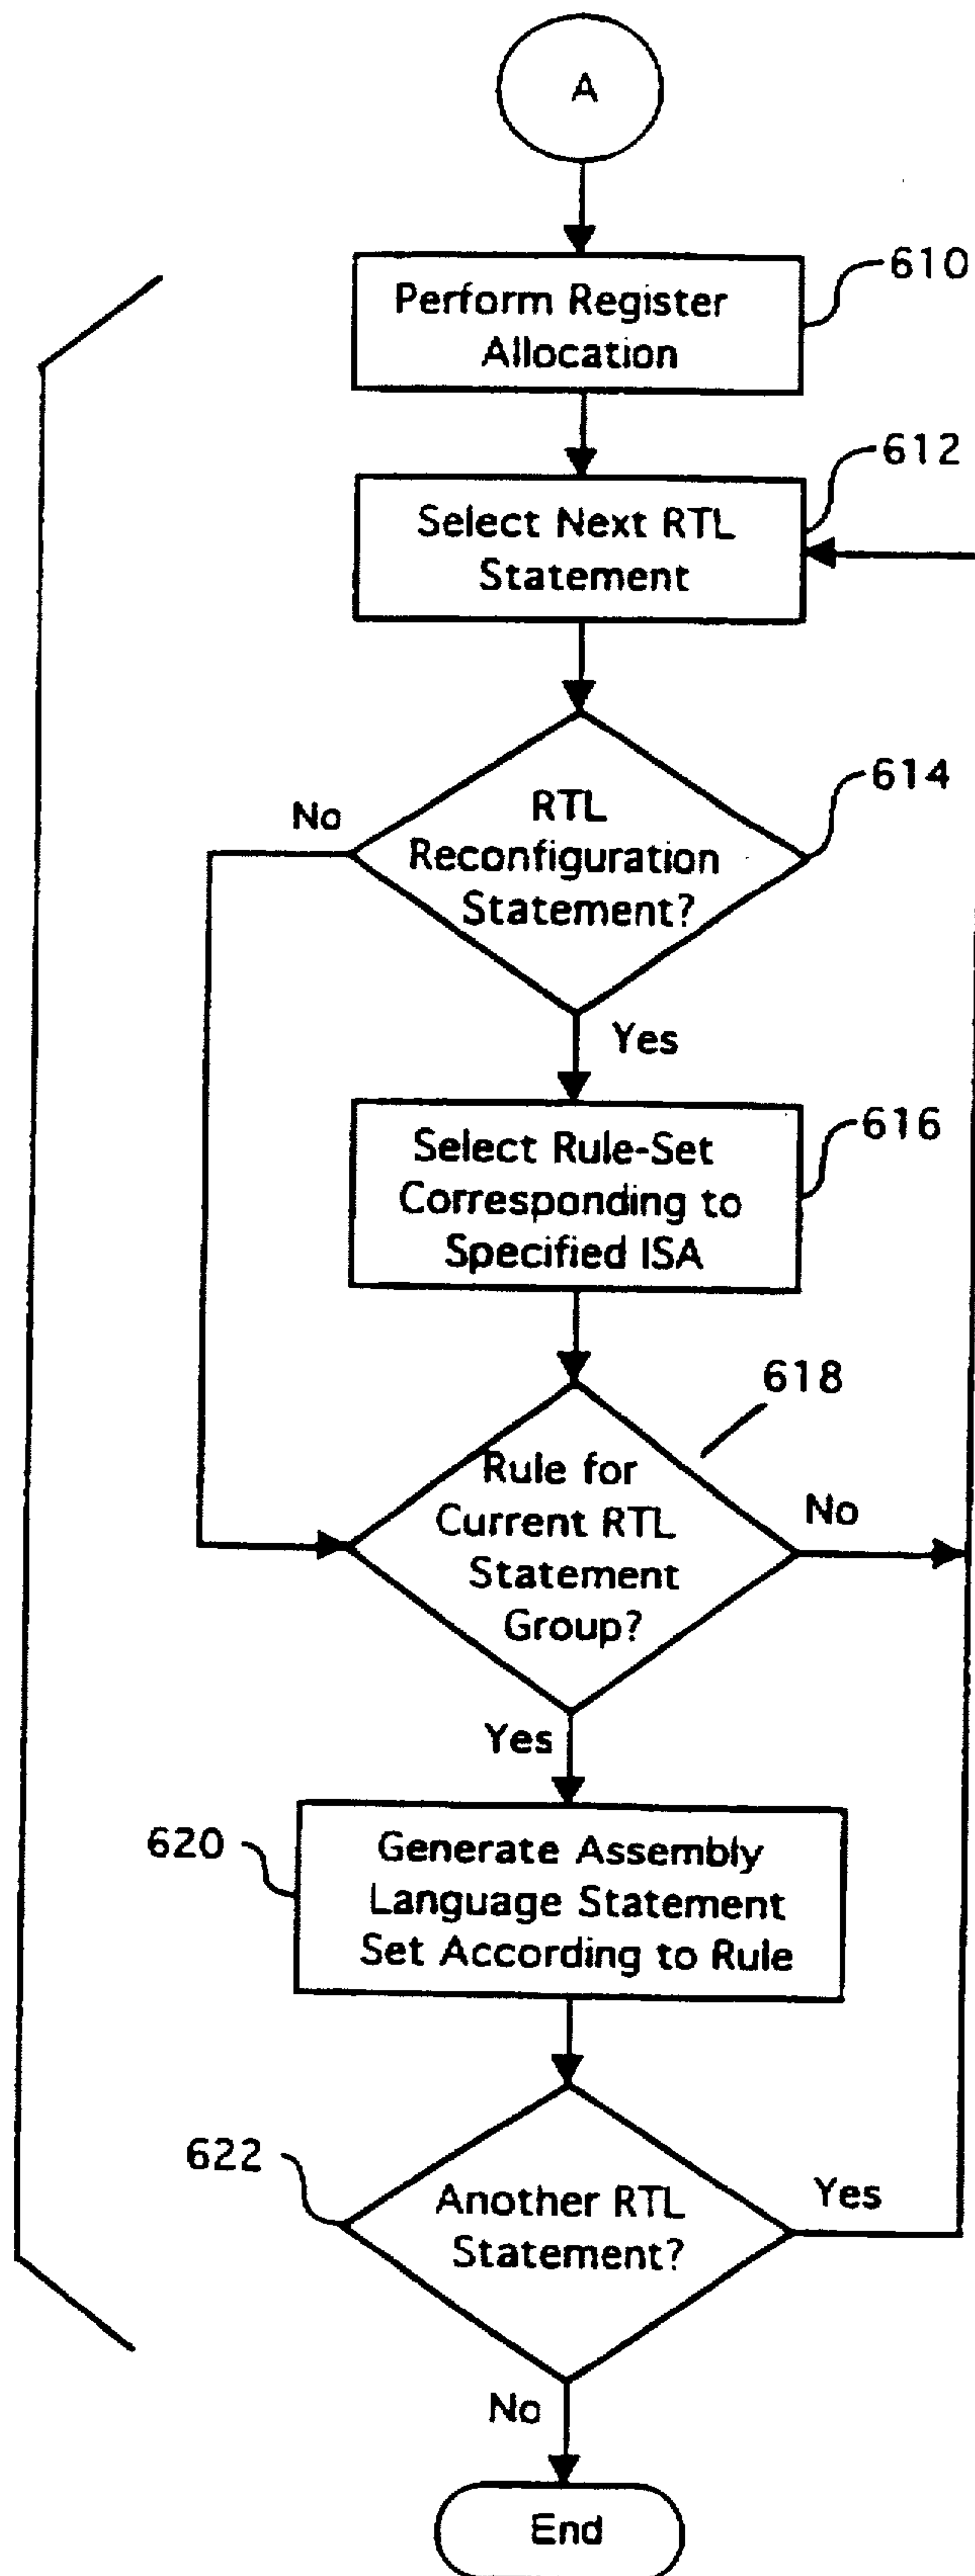 A
Perform Register
Allocation
610
Select Next RTL
Statement
612
RTL
Reconfiguration
Statement?
614
No
Yes
Select Rule-Set
Corresponding to
Specified ISA
616
Rule for
Current RTL
Statement
Group?
618
No
Yes
Generate Assembly
Language Statement
Set According to Rule
620
Another RTL
Statement?
622
Yes
No
End